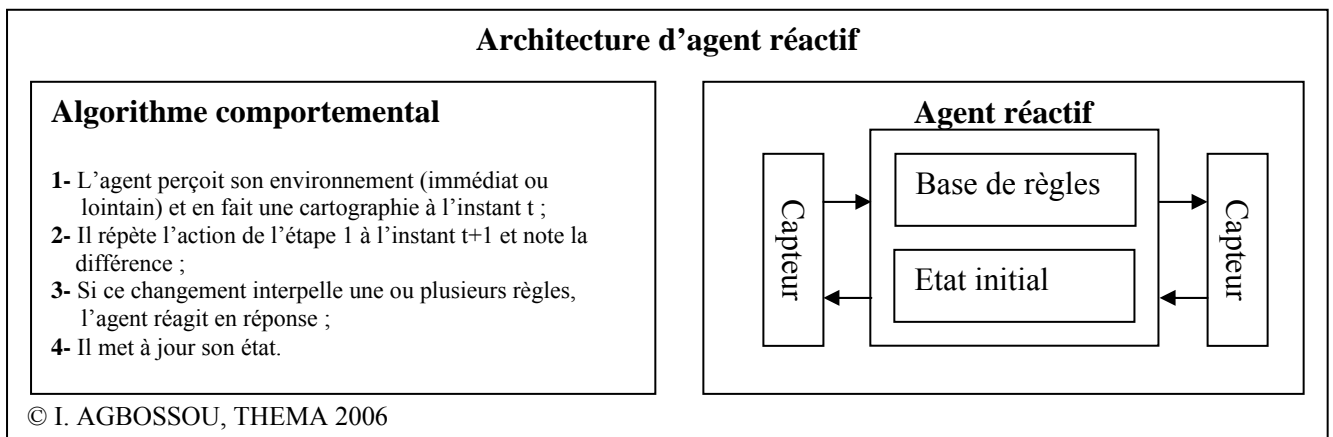 Architecture d’agent réactif
Algorithme comportemental
1- L’agent perçoit son environnement (immédiat ou
lointain) et en fait une cartographie à l’instant t ;
2- Il répète l’action de l’étape 1 à l’instant t+1 et note la
différence ;
3- Si ce changement interpelle une ou plusieurs règles,
l’agent réagit en réponse ;
4- Il met à jour son état.
Agent réactif
Capteur
Base de règles
Etat initial
Capteur
© I. AGBOSSOU, THEMA 2006